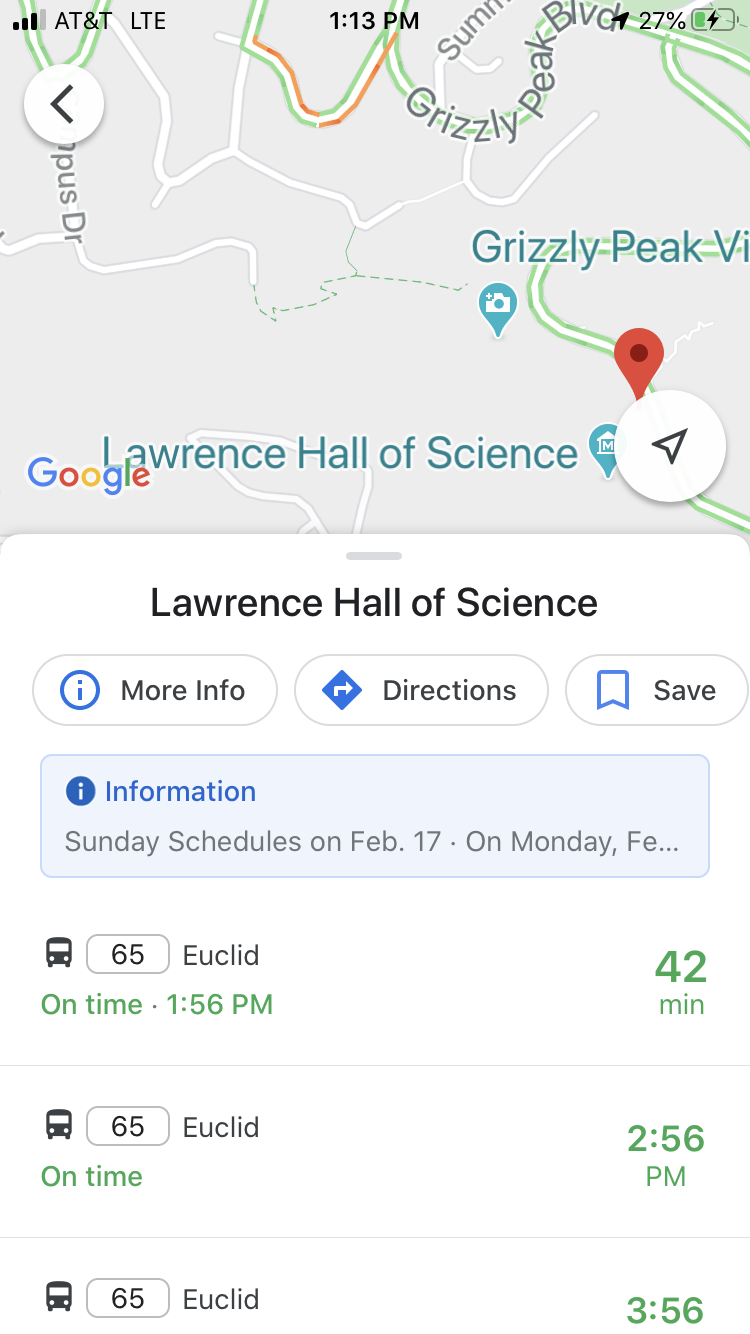 AT&T LTE 1:13 PM 27%
Summ
Blvd
Grizzly Peak
Dr
Grizzly Peak Vi
Lawrence Hall of Science
Google
Lawrence Hall of Science
More Info Directions Save
Information
Sunday Schedules on Feb. 17 · On Monday, Fe...
65 Euclid
42
On time · 1:56 PM
min
65 Euclid
2:56
On time
PM
65 Euclid
3:56